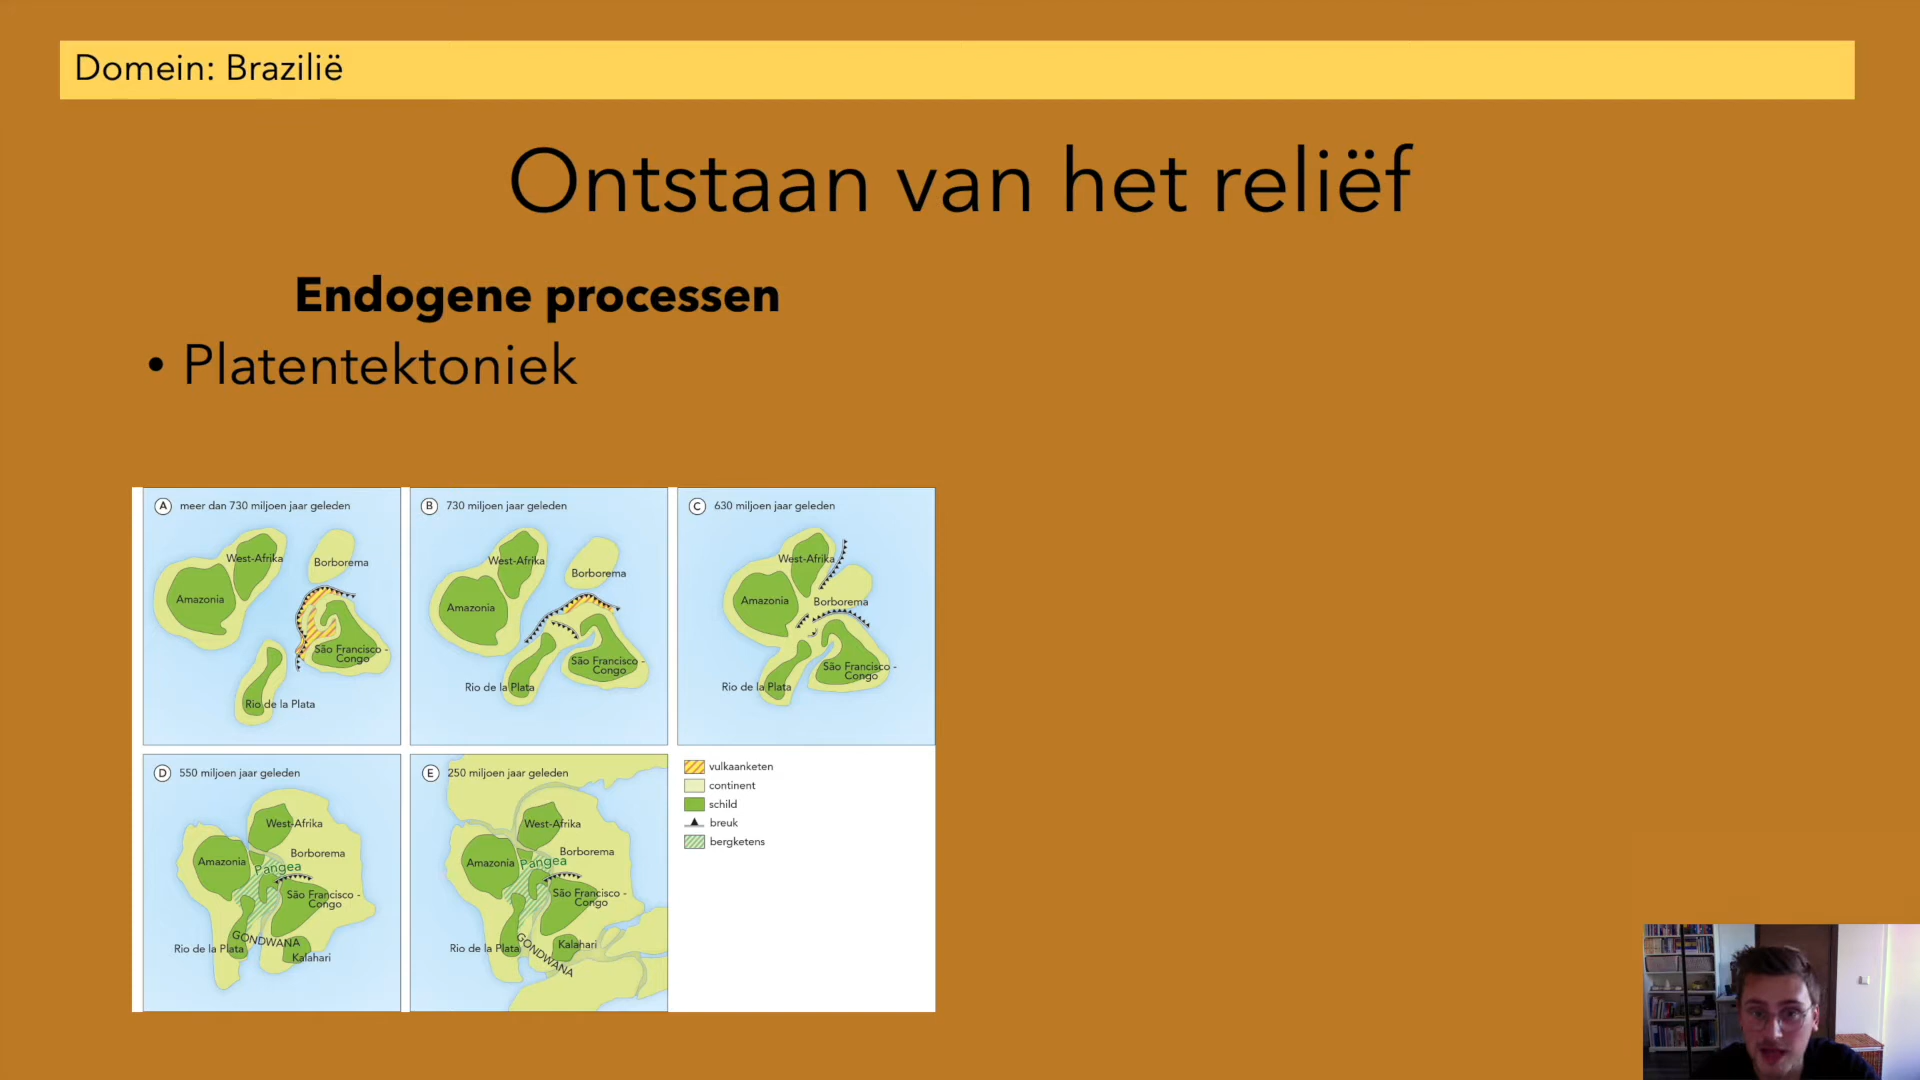 Domein: Brazilië
Ontstaan van het reliëf
Endogene processen
• Platentektoniek
A meer dan 730 miljoen jaar geleden
West-Afrika
Borborema
Amazonia
São Francisco -
Congo
Rio de la Plata
B 730 miljoen jaar geleden
West-Afrika
Borborema
Amazonia
São Francisco -
Congo
Rio de la Plata
C 630 miljoen jaar geleden
West-Afrika
Amazonia
Borborema
São Francisco -
Congo
Rio de la Plata
D 550 miljoen jaar geleden
West-Afrika
Borborema
Amazonia
Pangea
São Francisco -
Congo
GONDWANA
Rio de la Plata
Kalahari
E 250 miljoen jaar geleden
West-Afrika
Borborema
Amazonia
Pangea
São Francisco -
Congo
Rio de la Plata
GONDWANA
Kalahari
vulkaanketen
continent
schild
breuk
bergketens